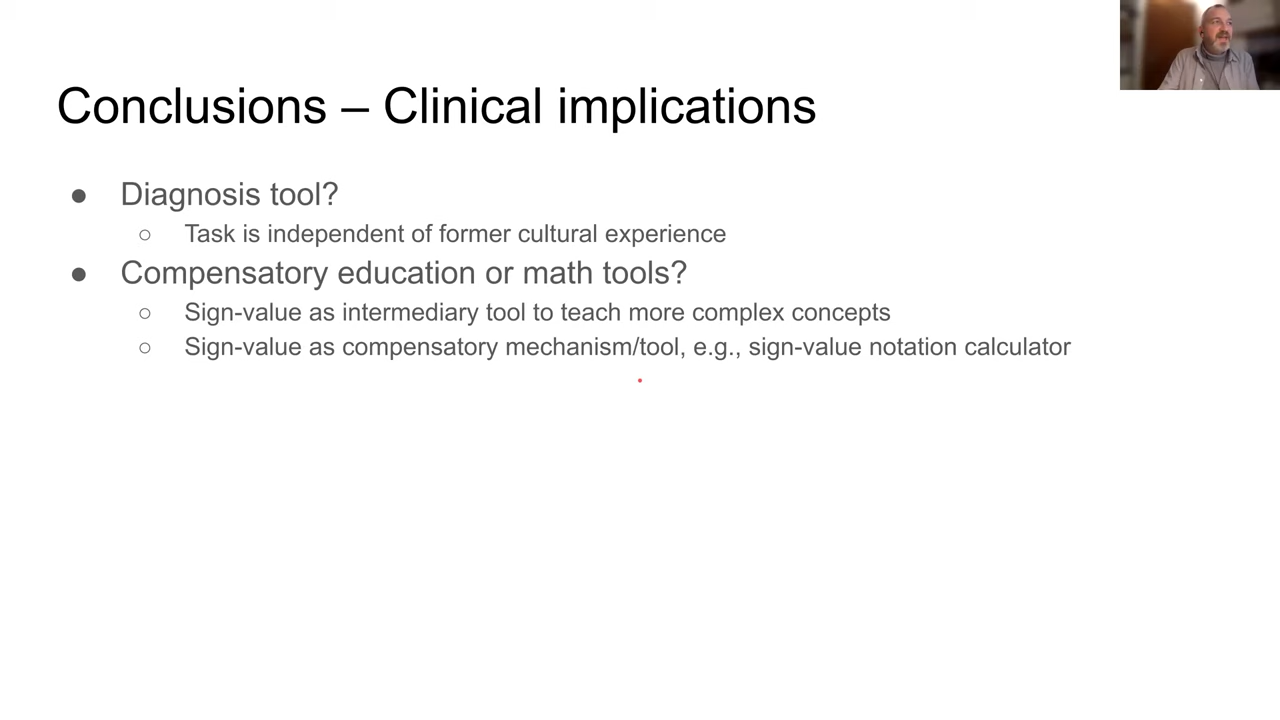 Conclusions – Clinical implications
● Diagnosis tool?
○ Task is independent of former cultural experience
● Compensatory education or math tools?
○ Sign-value as intermediary tool to teach more complex concepts
○ Sign-value as compensatory mechanism/tool, e.g., sign-value notation calculator